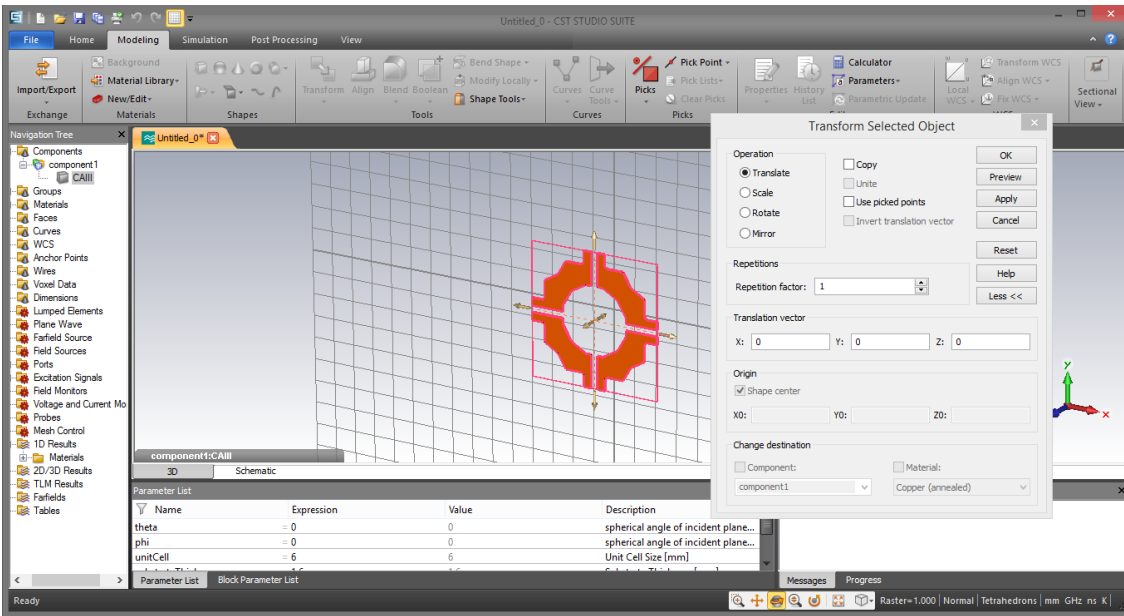 Untitled_0 - CST STUDIO SUITE
File Home Modeling Simulation Post Processing View
Import/Export
Exchange
Background
Material Library
New/Edit
Materials
Shapes
Transform Align Blend Boolean
Bend Shape
Modify Locally
Shape Tools
Tools
Curves Curve Tools
Curves
Picks
Pick Point
Pick Lists
Clear Picks
Picks
Properties History List
Calculator
Parameters
Parametric Update
Local WCS
Transform WCS
Align WCS
Fix WCS
Sectional View
Navigation Tree
Components
component1
CAIII
Groups
Materials
Faces
Curves
WCS
Anchor Points
Wires
Voxel Data
Dimensions
Lumped Elements
Plane Wave
Farfield Source
Field Sources
Ports
Excitation Signals
Field Monitors
Voltage and Current Mo
Probes
Mesh Control
1D Results
Materials
2D/3D Results
TLM Results
Farfields
Tables
Untitled_0*
component1:CAIII
3D Schematic
y
x
Transform Selected Object
Operation
Translate
Scale
Rotate
Mirror
Copy
Unite
Use picked points
Invert translation vector
OK
Preview
Apply
Cancel
Reset
Help
Less <<
Repetitions
Repetition factor: 1
Translation vector
X: 0 Y: 0 Z: 0
Origin
Shape center
X0: Y0: Z0:
Change destination
Component: Material:
component1 Copper (annealed)
Parameter List
Name Expression Value Description
theta = 0 0 spherical angle of incident plane...
phi = 0 0 spherical angle of incident plane...
unitCell = 6 6 Unit Cell Size [mm]
Parameter List Block Parameter List
Messages Progress
Ready
Raster=1.000 Normal Tetrahedrons mm GHz ns K